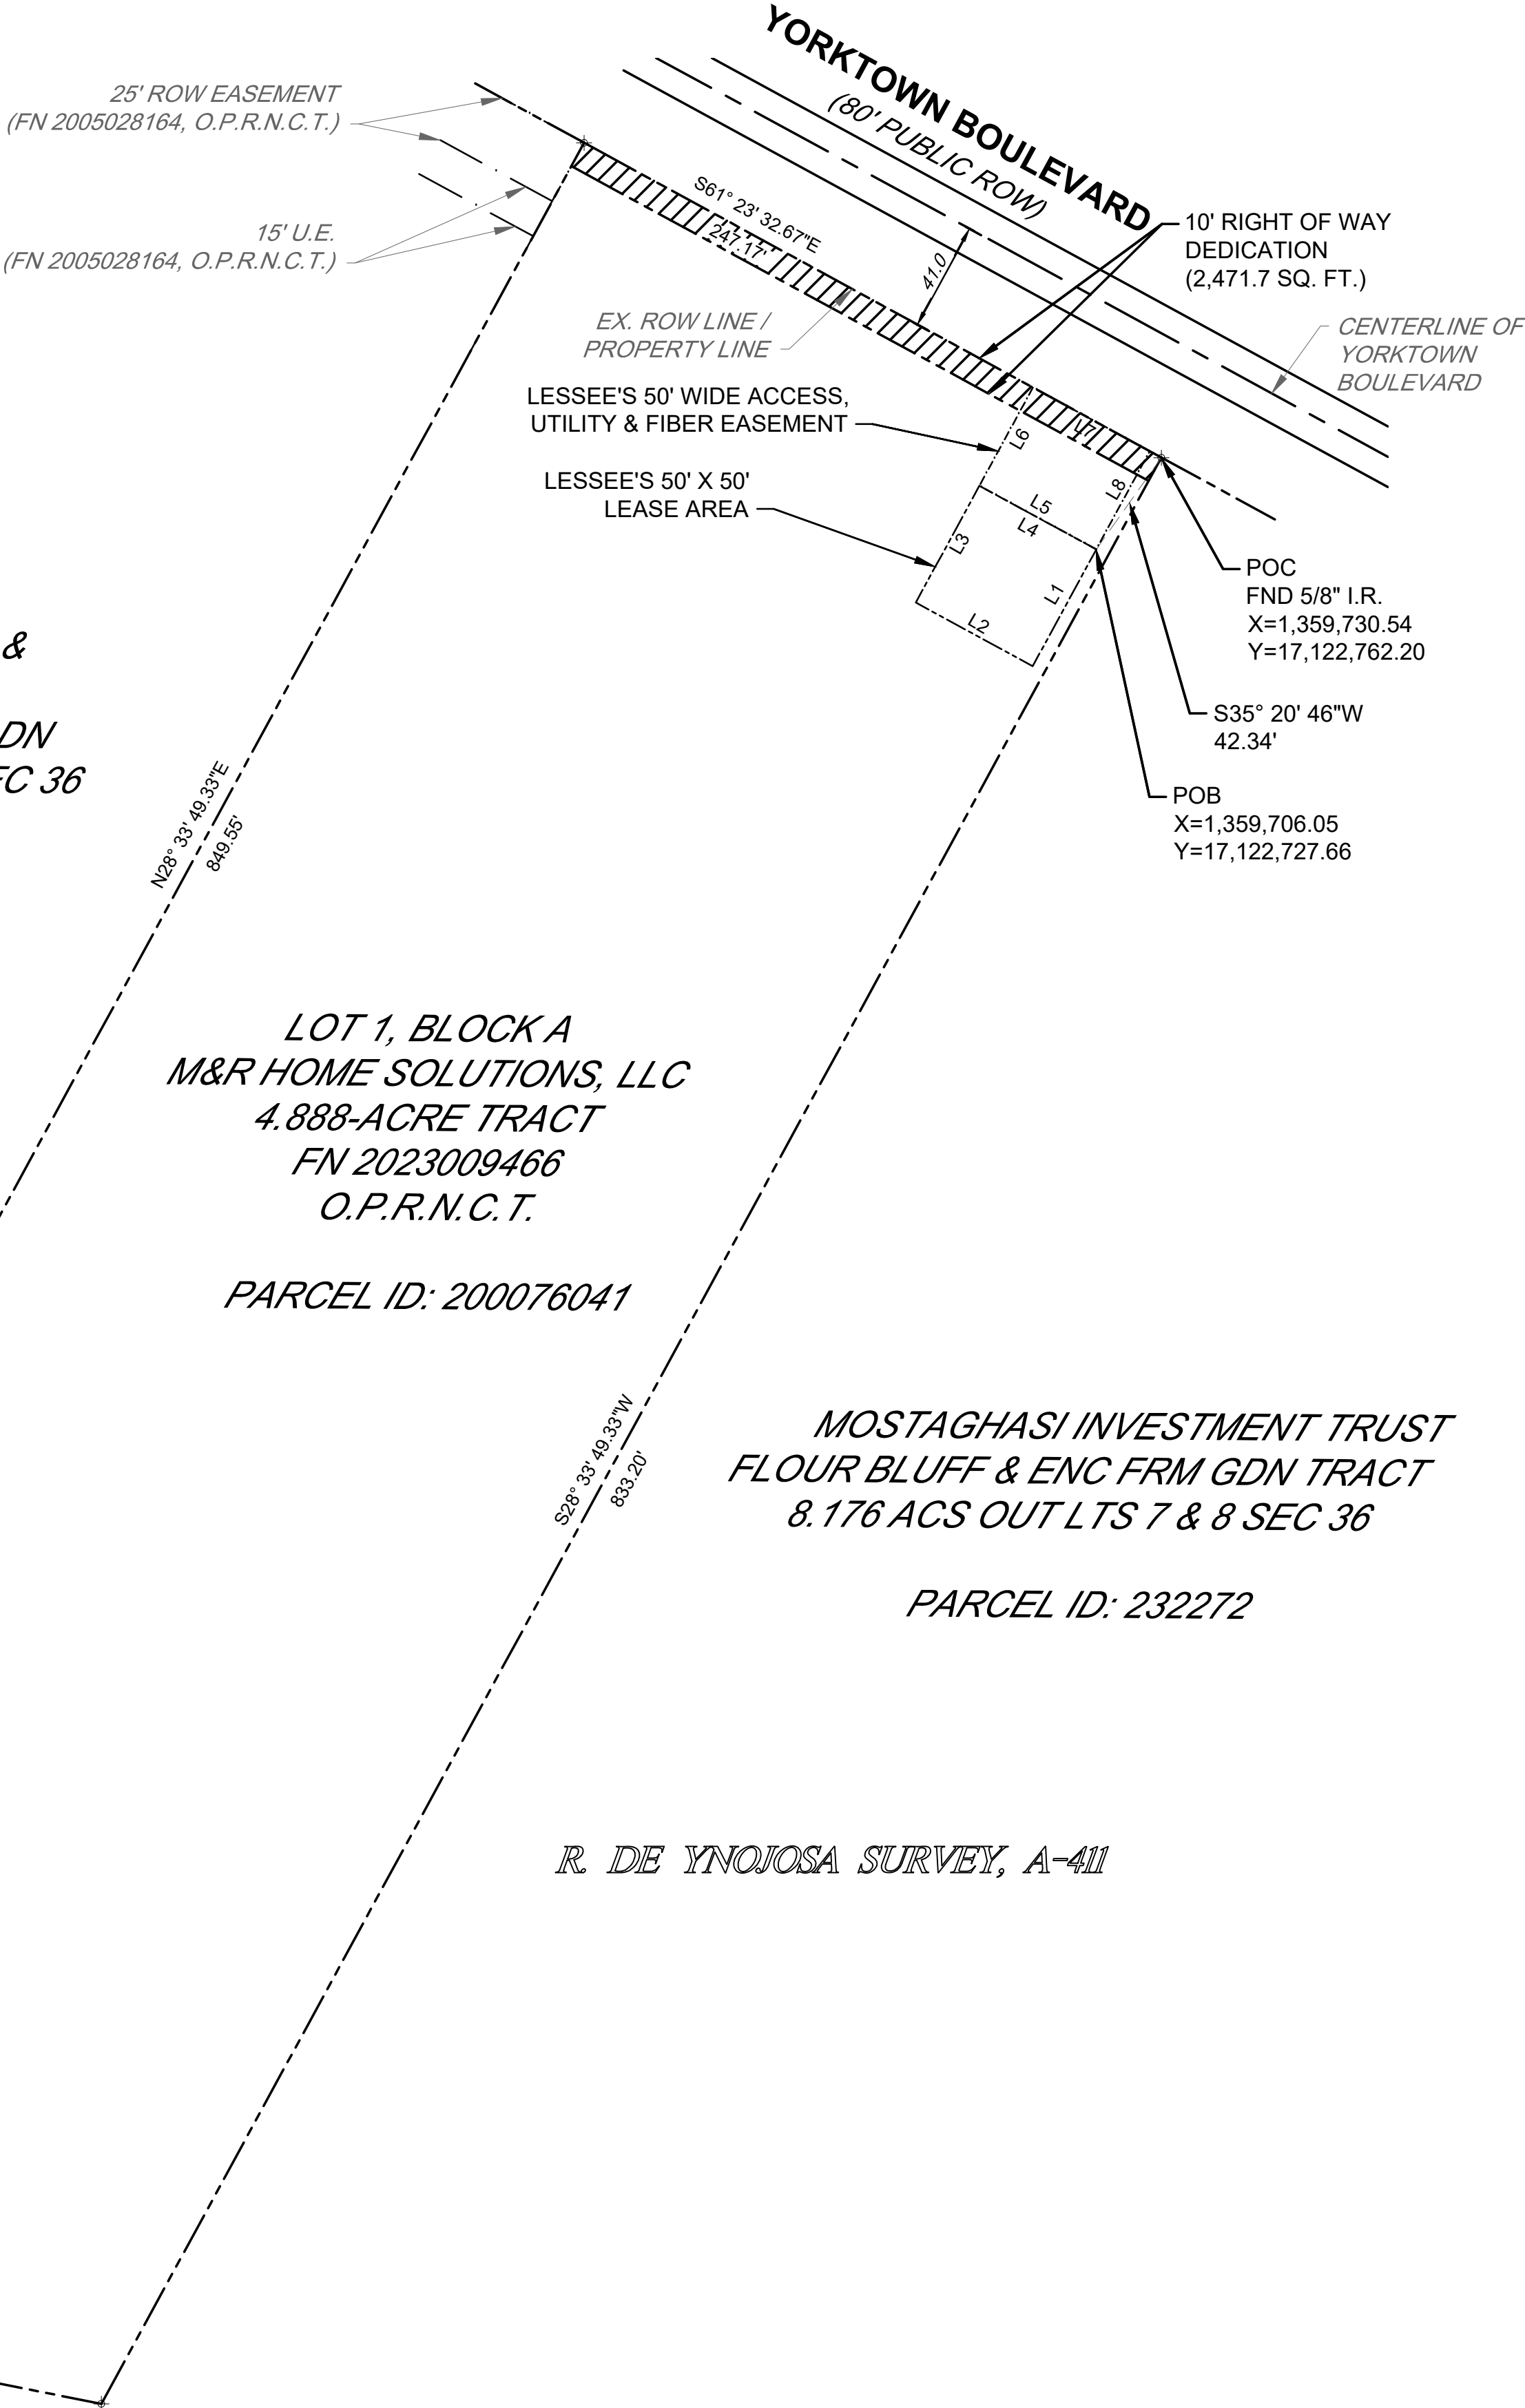 YORKTOWN BOULEVARD
(80' PUBLIC ROW)
25' ROW EASEMENT
(FN 2005028164, O.P.R.N.C.T.)
15' U.E.
(FN 2005028164, O.P.R.N.C.T.)
S61° 23' 32.67"E
247.17'
41.0
10' RIGHT OF WAY
DEDICATION
(2,471.7 SQ. FT.)
EX. ROW LINE /
PROPERTY LINE
CENTERLINE OF
YORKTOWN
BOULEVARD
LESSEE'S 50' WIDE ACCESS,
UTILITY & FIBER EASEMENT
LESSEE'S 50' X 50'
LEASE AREA
L6
L7
L8
L5
L4
L3
L1
L2
POC
FND 5/8" I.R.
X=1,359,730.54
Y=17,122,762.20
S35° 20' 46"W
42.34'
POB
X=1,359,706.05
Y=17,122,727.66
&
DN
EC 36
N28° 33' 49.33"E
849.55'
LOT 1, BLOCK A
M&R HOME SOLUTIONS, LLC
4.888-ACRE TRACT
FN 2023009466
O.P.R.N.C.T.
PARCEL ID: 200076041
S28° 33' 49.33"W
833.20'
MOSTAGHASI INVESTMENT TRUST
FLOUR BLUFF & ENC FRM GDN TRACT
8.176 ACS OUT LTS 7 & 8 SEC 36
PARCEL ID: 232272
R. DE YNOJOSA SURVEY, A-411